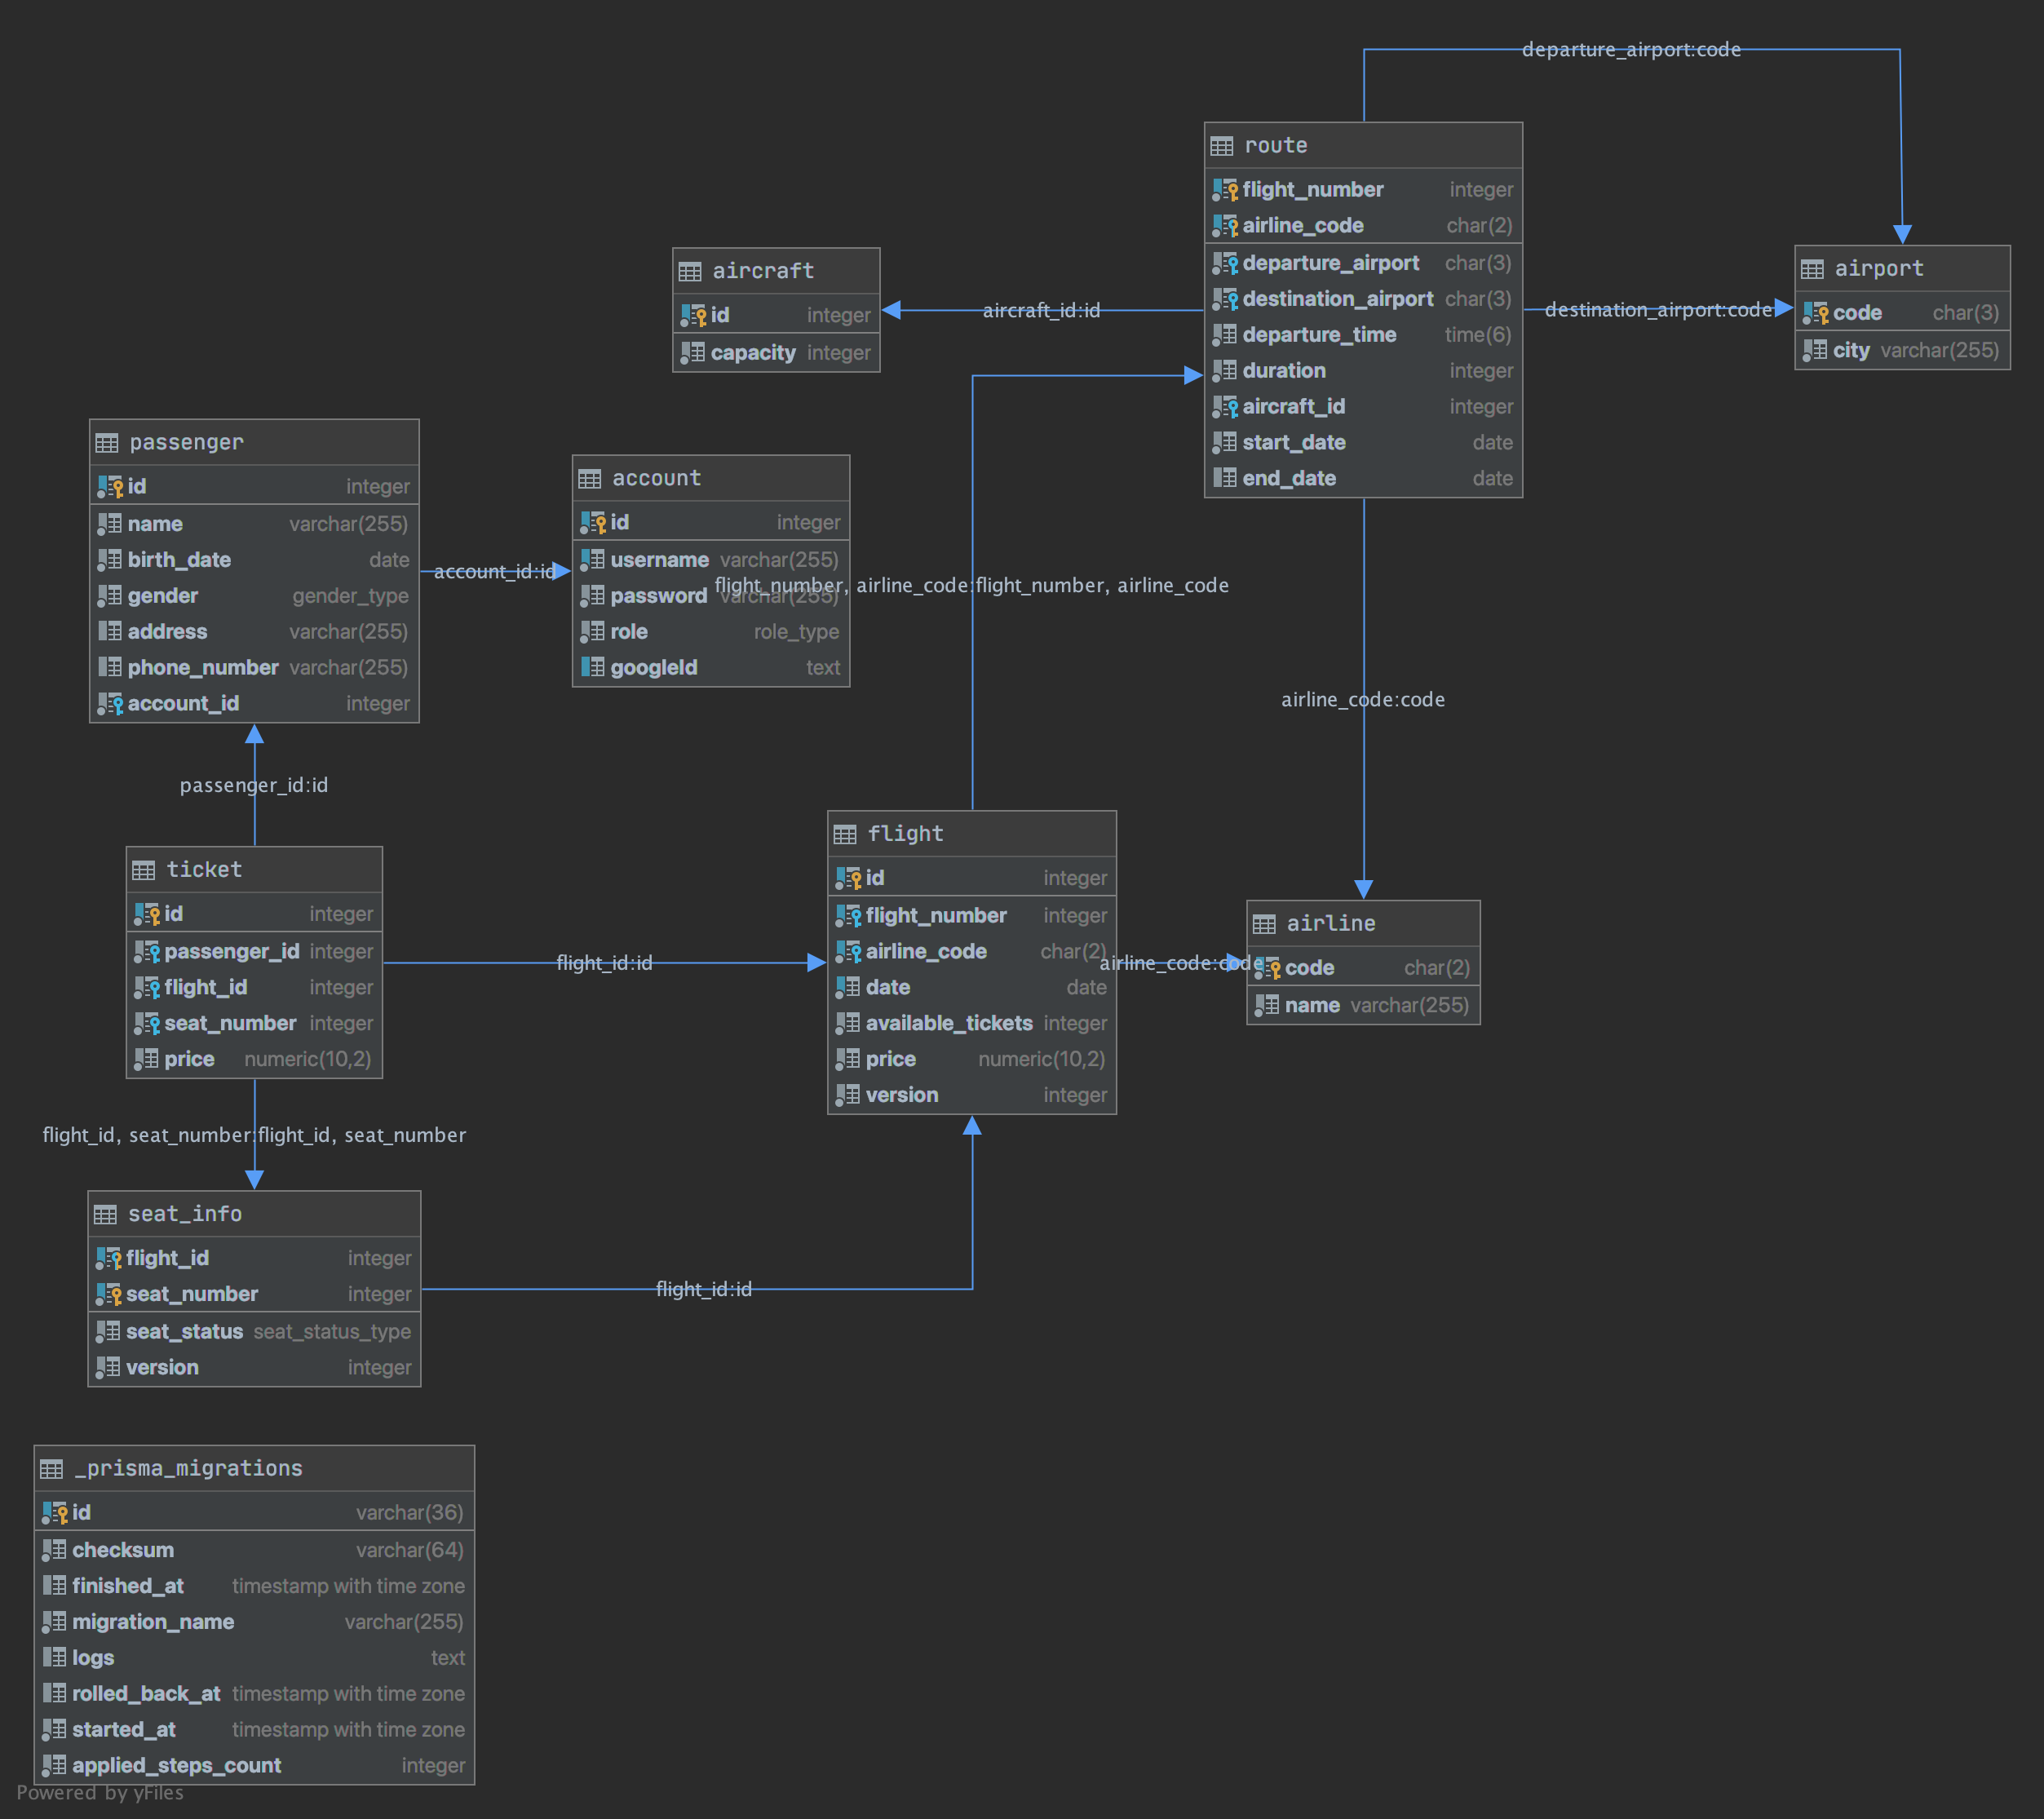 departure_airport:code
route
flight_number integer
airline_code char(2)
departure_airport char(3)
destination_airport char(3)
departure_time time(6)
duration integer
aircraft_id integer
start_date date
end_date date
airport
code char(3)
city varchar(255)
destination_airport:code
aircraft
id integer
capacity integer
aircraft_id:id
passenger
id integer
name varchar(255)
birth_date date
gender gender_type
address varchar(255)
phone_number varchar(255)
account_id integer
account_id:id
account
id integer
username varchar(255)
password varchar(255)
role role_type
googleId text
flight_number, airline_code:flight_number, airline_code
airline_code:code
passenger_id:id
ticket
id integer
passenger_id integer
flight_id integer
seat_number integer
price numeric(10,2)
flight_id:id
flight
id integer
flight_number integer
airline_code char(2)
date date
available_tickets integer
price numeric(10,2)
version integer
airline_code:code
airline
code char(2)
name varchar(255)
flight_id, seat_number:flight_id, seat_number
seat_info
flight_id integer
seat_number integer
seat_status seat_status_type
version integer
flight_id:id
_prisma_migrations
id varchar(36)
checksum varchar(64)
finished_at timestamp with time zone
migration_name varchar(255)
logs text
rolled_back_at timestamp with time zone
started_at timestamp with time zone
applied_steps_count integer
Powered by yFiles